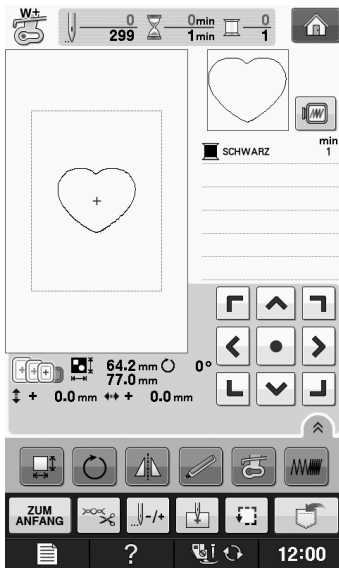 W+ 0 0min 0
299 1min 1
min
SCHWARZ 1
64.2 mm 0°
77.0 mm
+ 0.0 mm + 0.0 mm
ZUM
ANFANG -/+
? 12:00